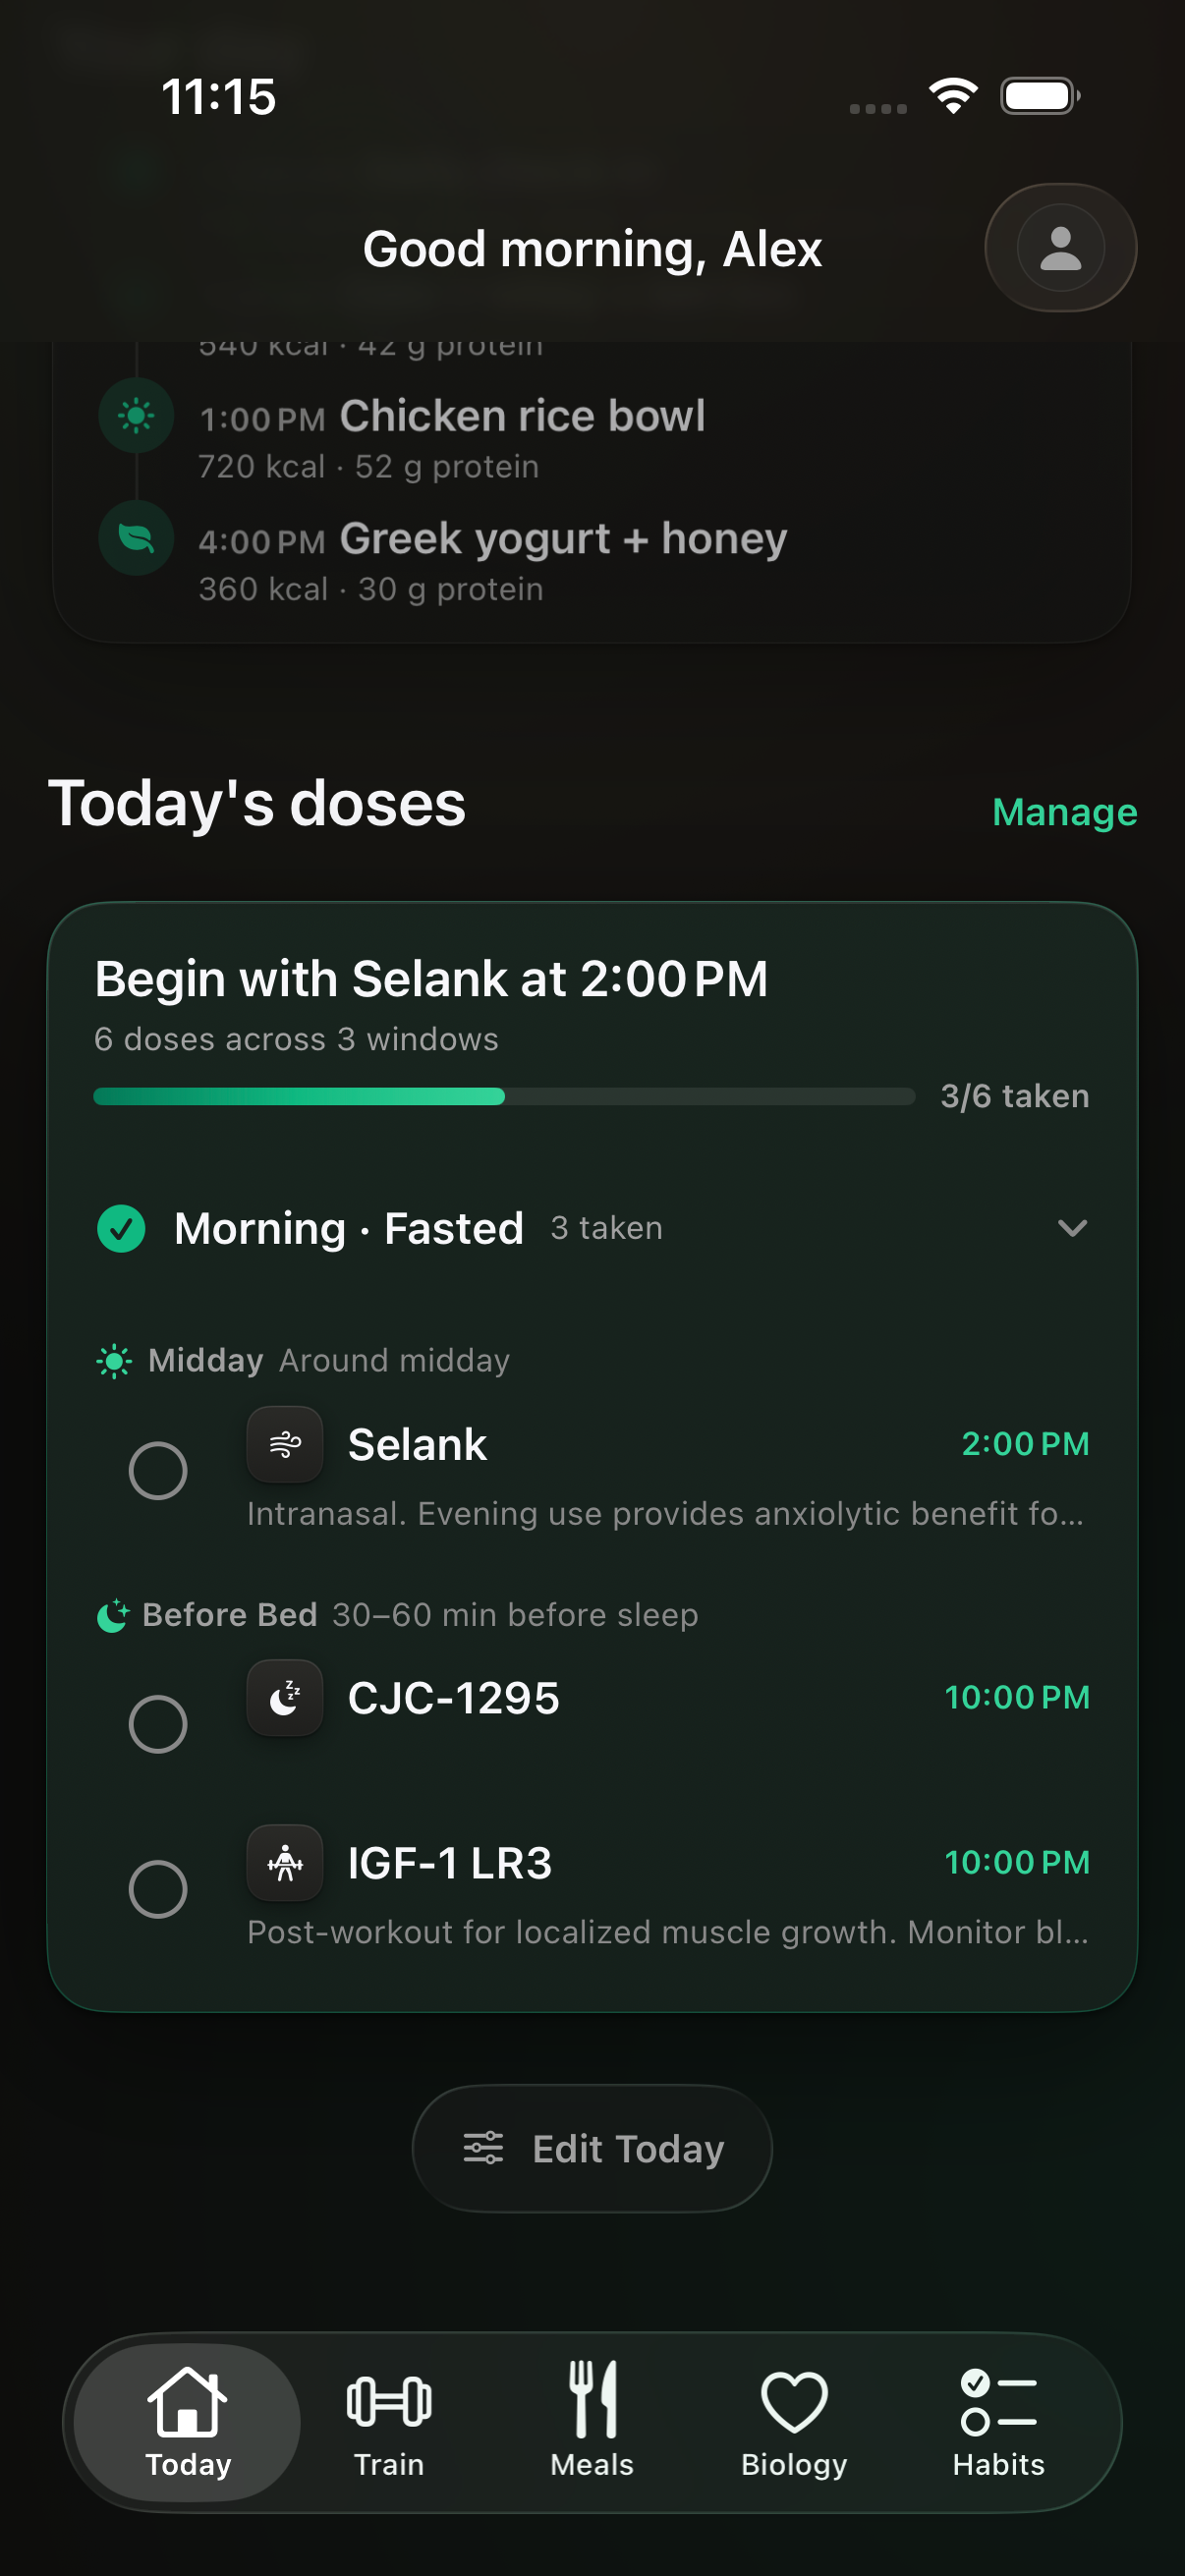 11:15
Good morning, Alex
540 kcal · 42 g protein
1:00 PM Chicken rice bowl
720 kcal · 52 g protein
4:00 PM Greek yogurt + honey
360 kcal · 30 g protein
Today's doses
Manage
Begin with Selank at 2:00 PM
6 doses across 3 windows
3/6 taken
Morning · Fasted 3 taken
Midday Around midday
Selank 2:00 PM
Intranasal. Evening use provides anxiolytic benefit fo...
Before Bed 30–60 min before sleep
CJC-1295 10:00 PM
IGF-1 LR3 10:00 PM
Post-workout for localized muscle growth. Monitor bl...
Edit Today
Today Train Meals Biology Habits